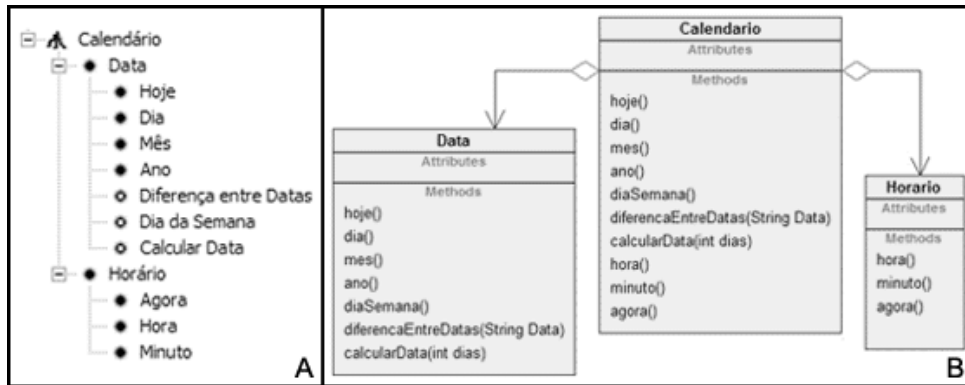 Calendário
Data
Hoje
Dia
Mês
Ano
Diferença entre Datas
Dia da Semana
Calcular Data
Horário
Agora
Hora
Minuto
A
Calendario
Attributes
Methods
hoje()
dia()
mes()
ano()
diaSemana()
diferencaEntreDatas(String Data)
calcularData(int dias)
hora()
minuto()
agora()
Data
Attributes
Methods
hoje()
dia()
mes()
ano()
diaSemana()
diferencaEntreDatas(String Data)
calcularData(int dias)
Horario
Attributes
Methods
hora()
minuto()
agora()
B